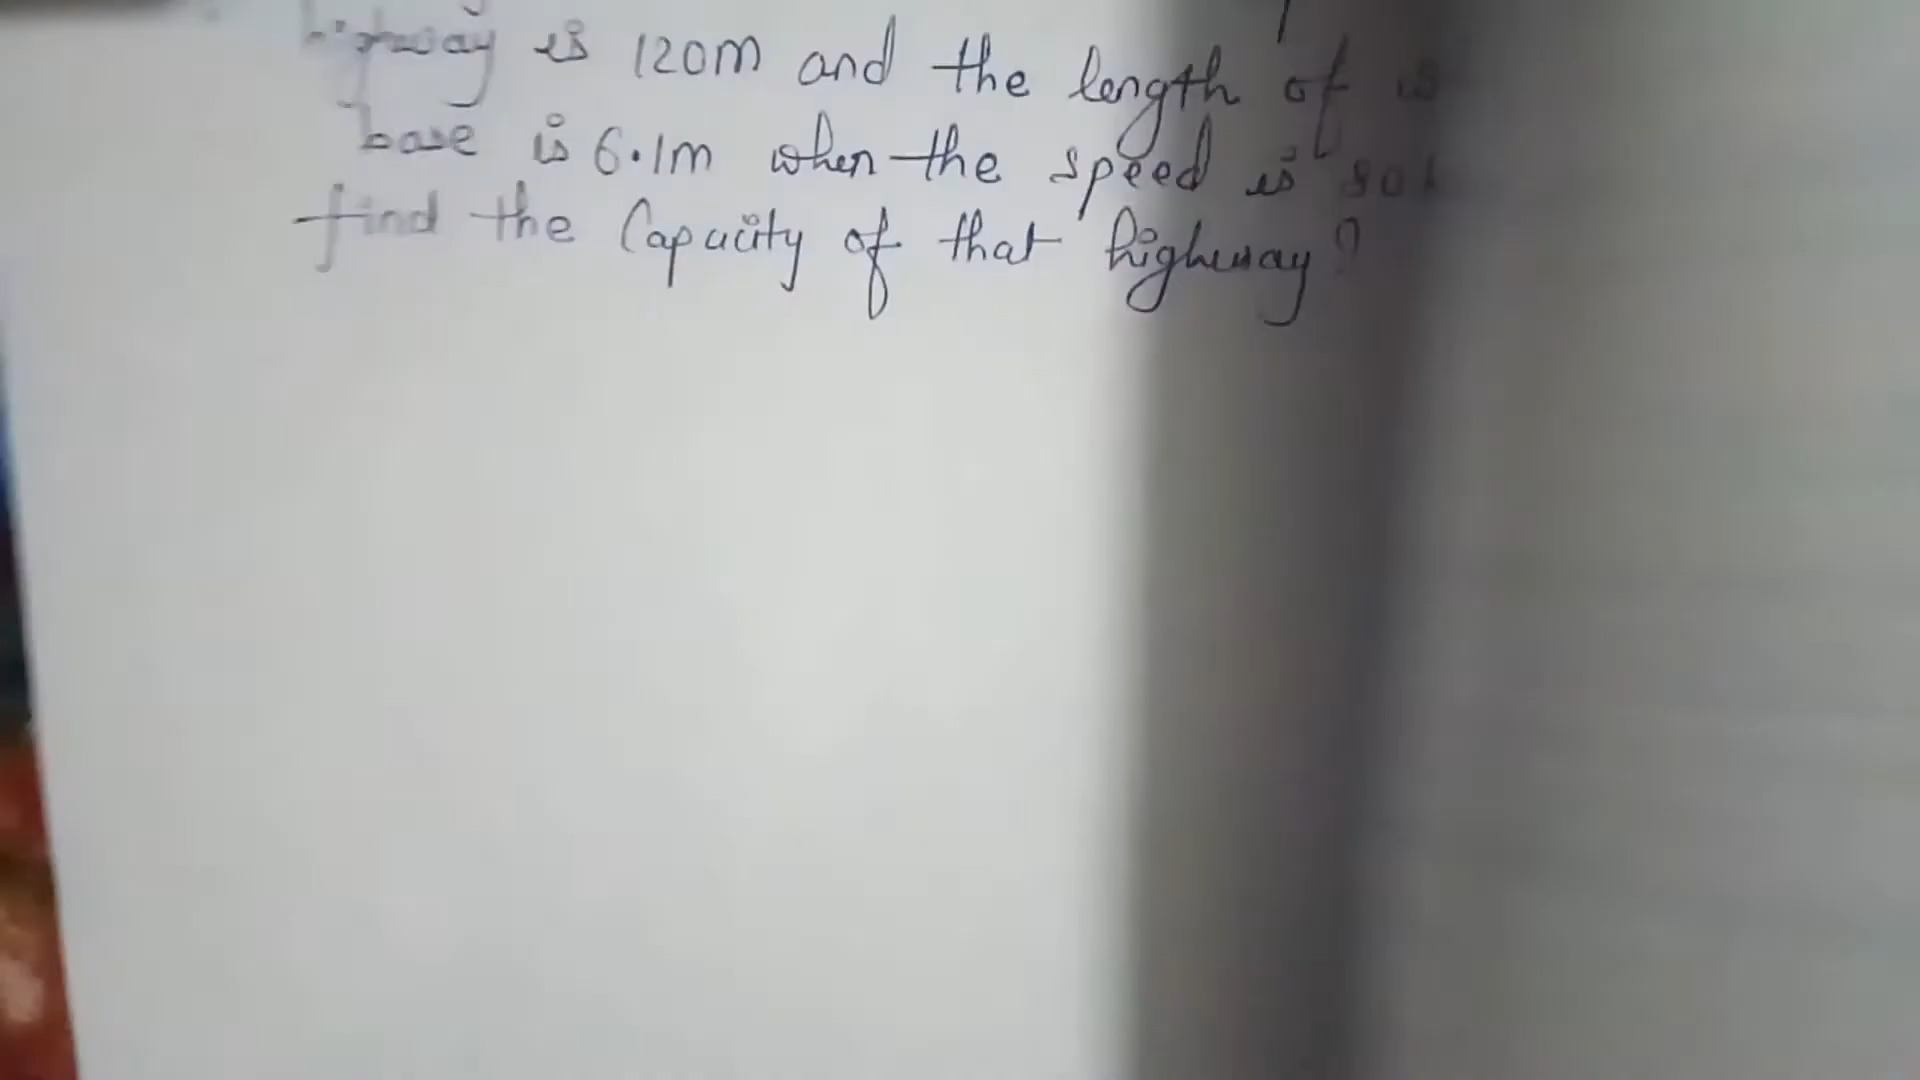 highway is 120m and the length of
base is 6.1m when the speed is
find the Capacity of that highway?